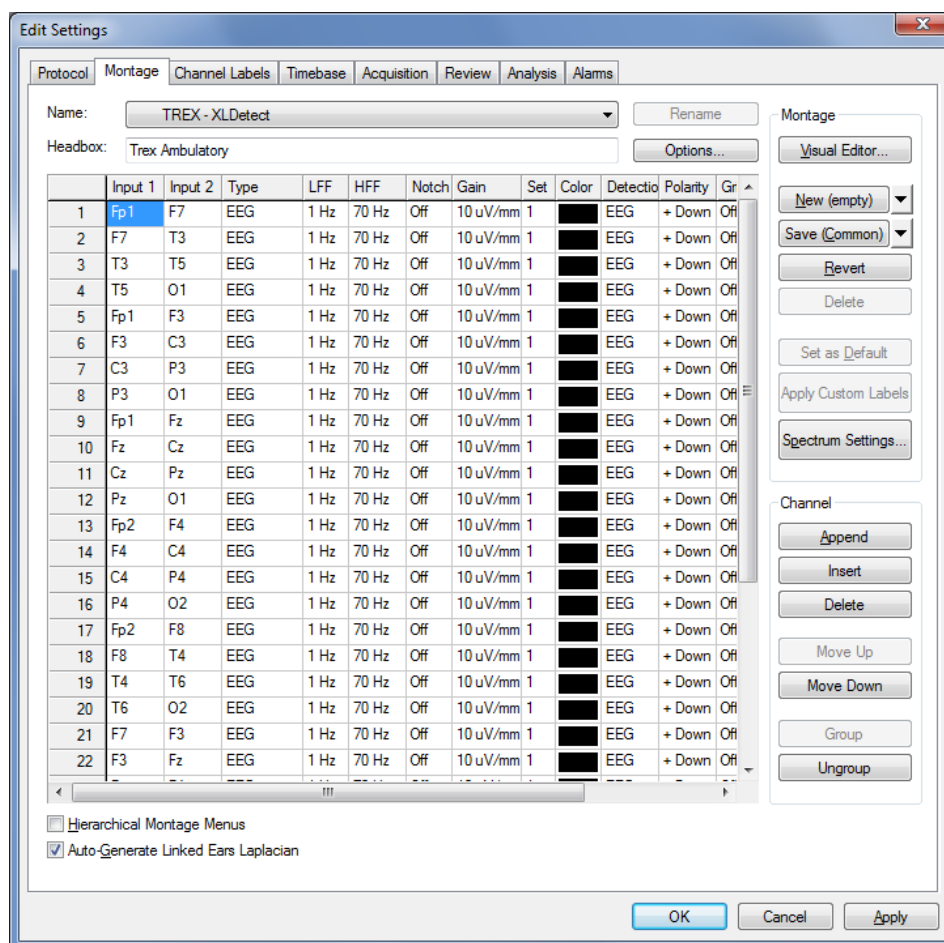 Edit Settings
Protocol Montage Channel Labels Timebase Acquisition Review Analysis Alarms
Name: TREX - XLDetect Rename
Headbox: Trex Ambulatory Options...
Input 1 Input 2 Type LFF HFF Notch Gain Set Color Detectio Polarity Gr
1 Fp1 F7 EEG 1 Hz 70 Hz Off 10 uV/mm 1 EEG + Down Off
2 F7 T3 EEG 1 Hz 70 Hz Off 10 uV/mm 1 EEG + Down Off
3 T3 T5 EEG 1 Hz 70 Hz Off 10 uV/mm 1 EEG + Down Off
4 T5 O1 EEG 1 Hz 70 Hz Off 10 uV/mm 1 EEG + Down Off
5 Fp1 F3 EEG 1 Hz 70 Hz Off 10 uV/mm 1 EEG + Down Off
6 F3 C3 EEG 1 Hz 70 Hz Off 10 uV/mm 1 EEG + Down Off
7 C3 P3 EEG 1 Hz 70 Hz Off 10 uV/mm 1 EEG + Down Off
8 P3 O1 EEG 1 Hz 70 Hz Off 10 uV/mm 1 EEG + Down Off
9 Fp1 Fz EEG 1 Hz 70 Hz Off 10 uV/mm 1 EEG + Down Off
10 Fz Cz EEG 1 Hz 70 Hz Off 10 uV/mm 1 EEG + Down Off
11 Cz Pz EEG 1 Hz 70 Hz Off 10 uV/mm 1 EEG + Down Off
12 Pz O1 EEG 1 Hz 70 Hz Off 10 uV/mm 1 EEG + Down Off
13 Fp2 F4 EEG 1 Hz 70 Hz Off 10 uV/mm 1 EEG + Down Off
14 F4 C4 EEG 1 Hz 70 Hz Off 10 uV/mm 1 EEG + Down Off
15 C4 P4 EEG 1 Hz 70 Hz Off 10 uV/mm 1 EEG + Down Off
16 P4 O2 EEG 1 Hz 70 Hz Off 10 uV/mm 1 EEG + Down Off
17 Fp2 F8 EEG 1 Hz 70 Hz Off 10 uV/mm 1 EEG + Down Off
18 F8 T4 EEG 1 Hz 70 Hz Off 10 uV/mm 1 EEG + Down Off
19 T4 T6 EEG 1 Hz 70 Hz Off 10 uV/mm 1 EEG + Down Off
20 T6 O2 EEG 1 Hz 70 Hz Off 10 uV/mm 1 EEG + Down Off
21 F7 F3 EEG 1 Hz 70 Hz Off 10 uV/mm 1 EEG + Down Off
22 F3 Fz EEG 1 Hz 70 Hz Off 10 uV/mm 1 EEG + Down Off
Hierarchical Montage Menus
Auto-Generate Linked Ears Laplacian
Montage
Visual Editor...
New (empty)
Save (Common)
Revert
Delete
Set as Default
Apply Custom Labels
Spectrum Settings...
Channel
Append
Insert
Delete
Move Up
Move Down
Group
Ungroup
OK Cancel Apply